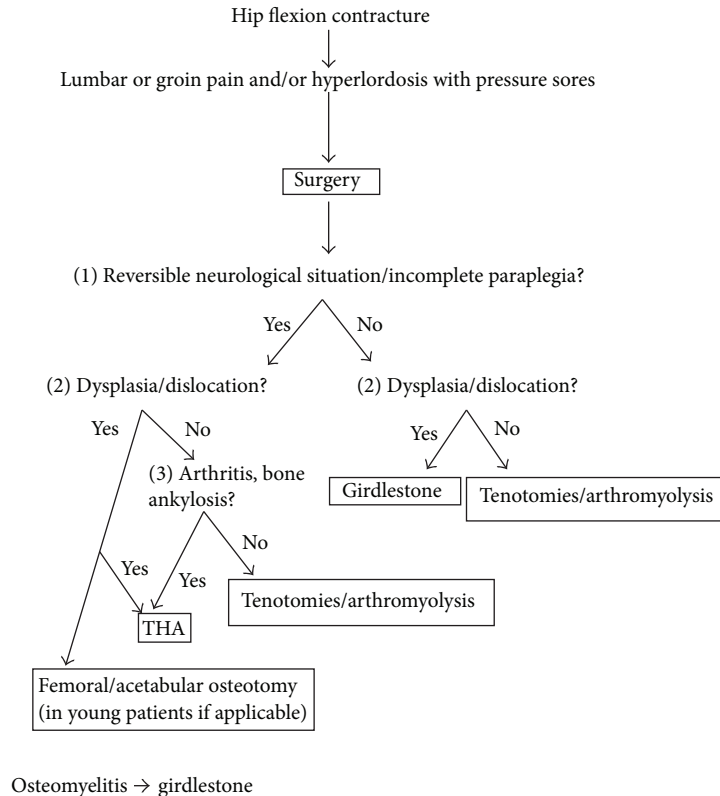 Hip flexion contracture
Lumbar or groin pain and/or hyperlordosis with pressure sores
Surgery
(1) Reversible neurological situation/incomplete paraplegia?
Yes
No
(2) Dysplasia/dislocation?
(2) Dysplasia/dislocation?
Yes
No
Yes
No
(3) Arthritis, bone
ankylosis?
Girdlestone
Tenotomies/arthromyolysis
Yes
Yes
No
Tenotomies/arthromyolysis
THA
Femoral/acetabular osteotomy
(in young patients if applicable)
Osteomyelitis → girdlestone